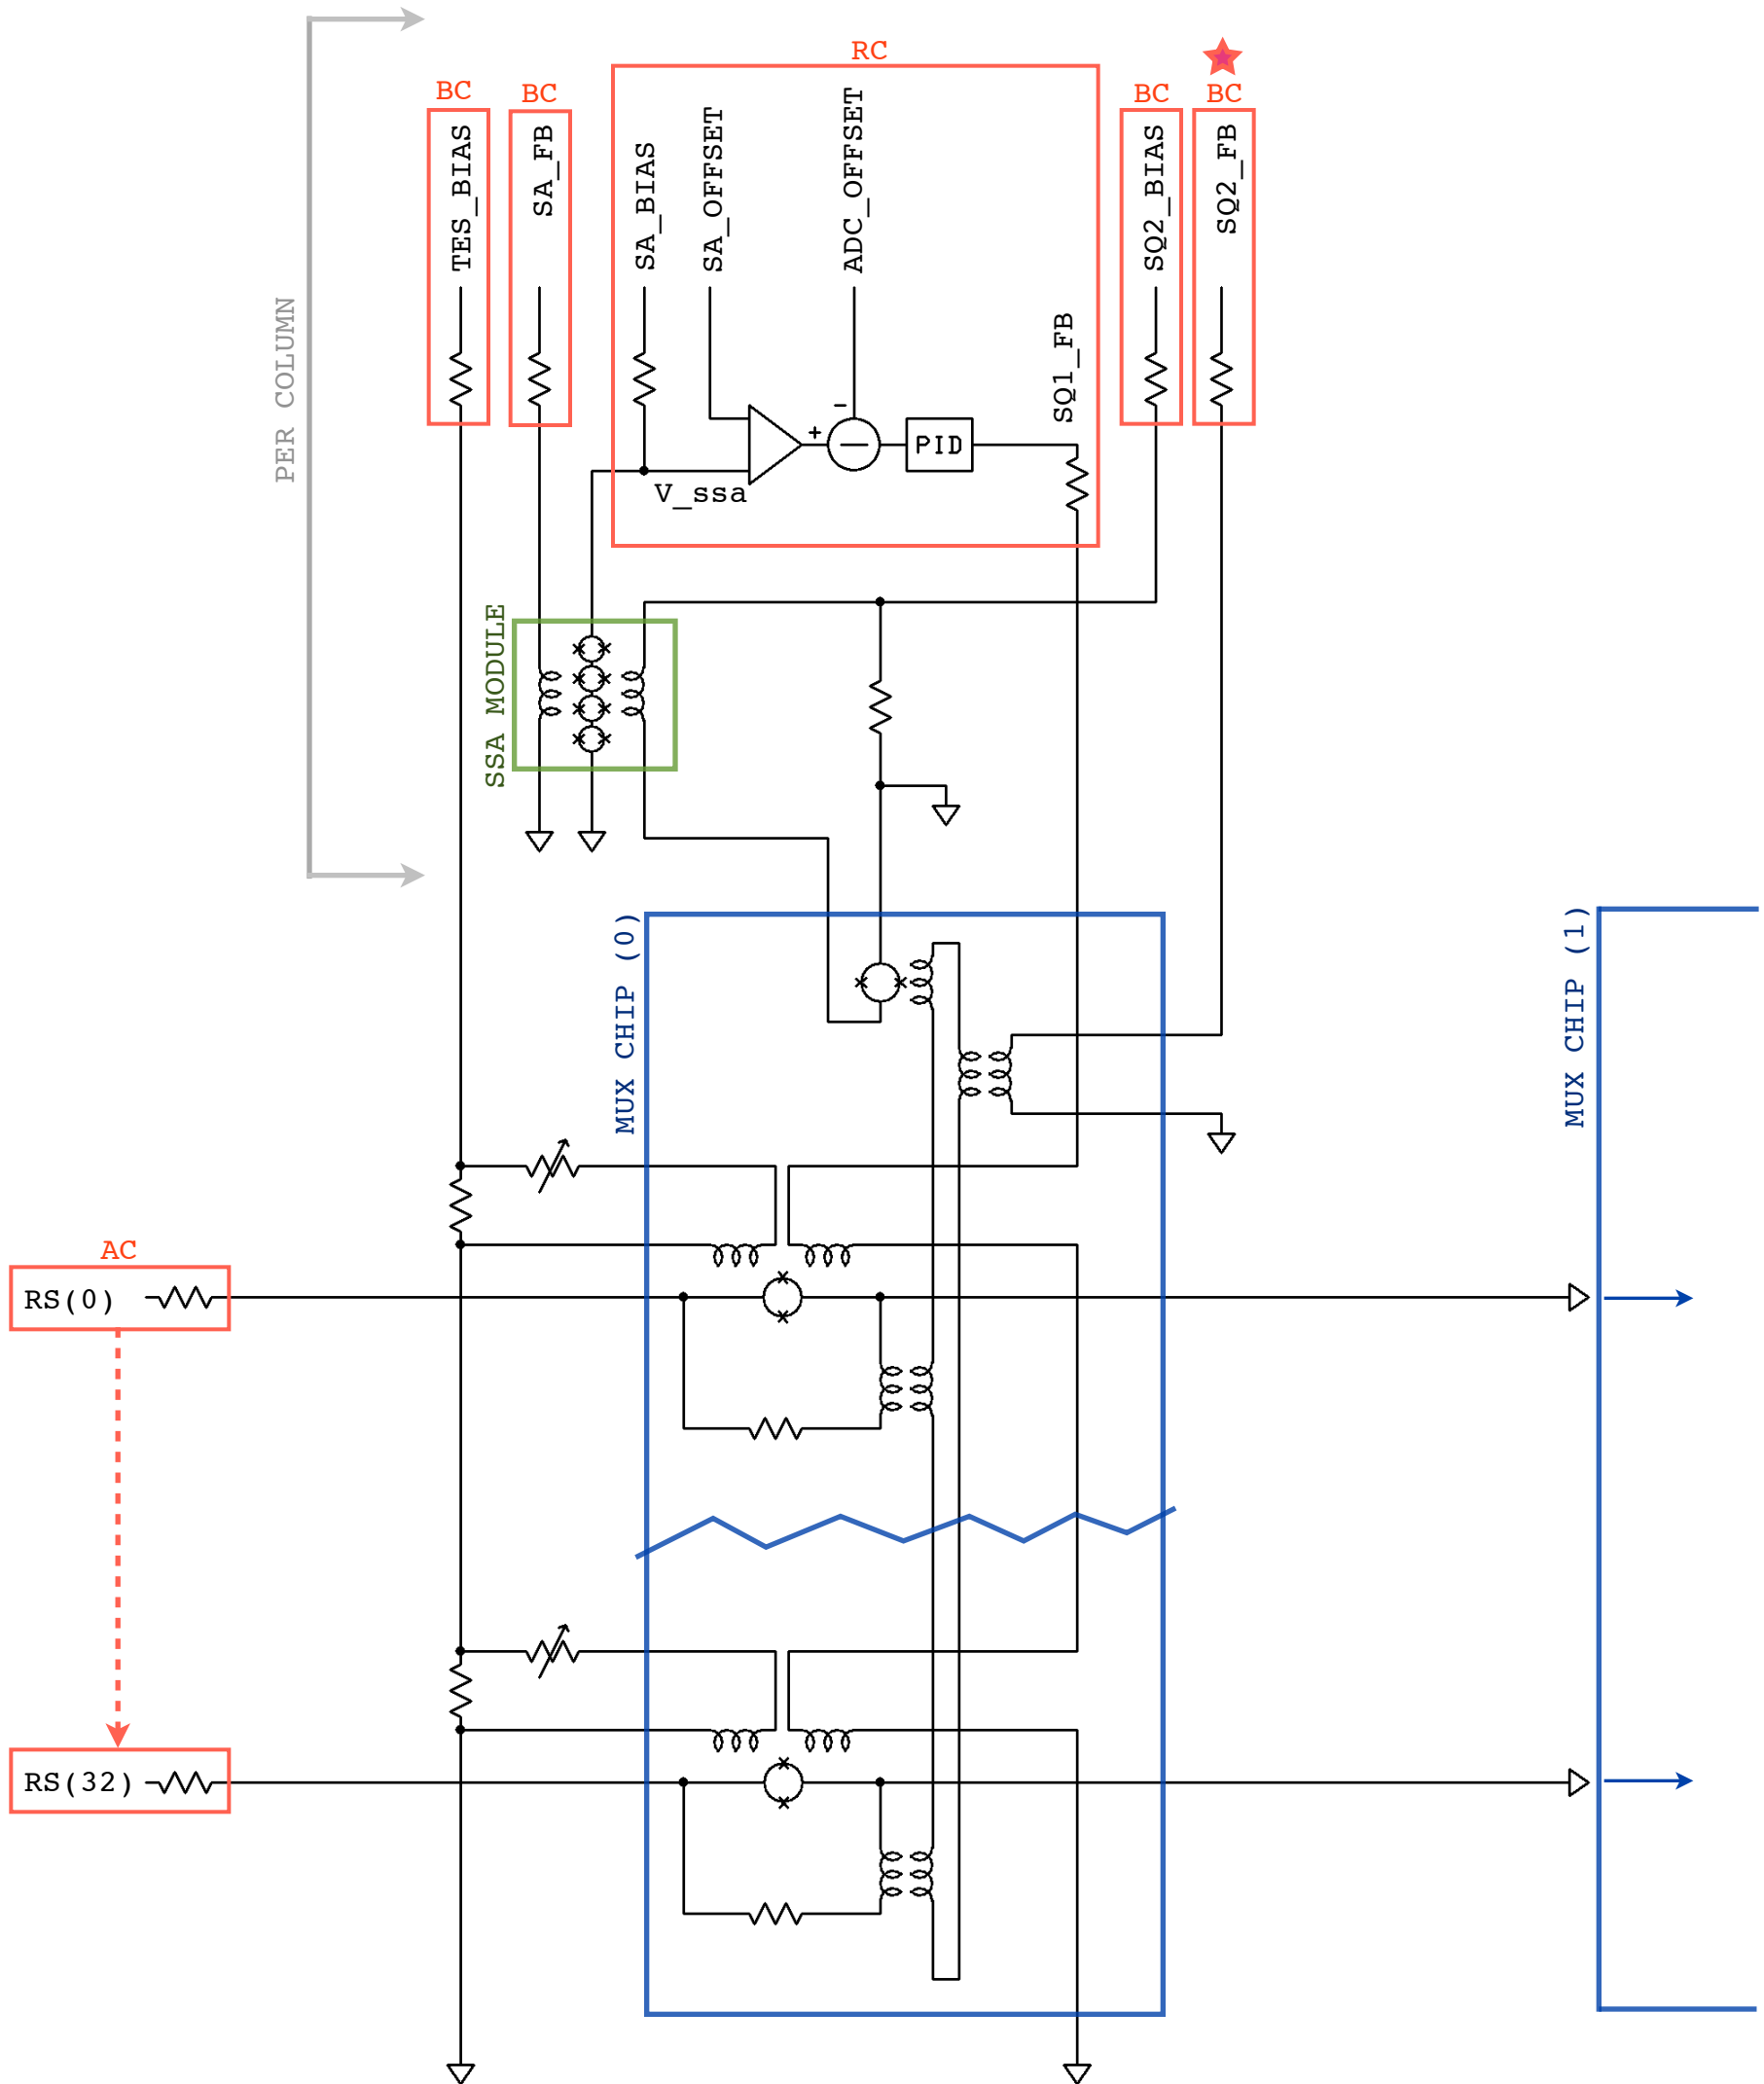 RC
BC
BC
BC
BC
TES_BIAS
SA_FB
SA_BIAS
SA_OFFSET
ADC_OFFSET
SQ2_BIAS
SQ2_FB
PER COLUMN
SQ1_FB
-
+
PID
V_ssa
SSA MODULE
MUX CHIP (0)
MUX CHIP (1)
AC
RS(0)
RS(32)